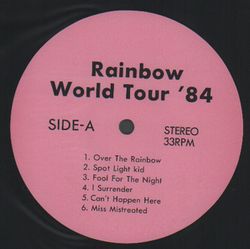 Rainbow
World Tour '84
SIDE-A
STEREO
33RPM
1. Over The Rainbow
2. Spot Light kid
3. Fool For The Night
4. I Surrender
5. Can't Happen Here
6. Miss Mistreated